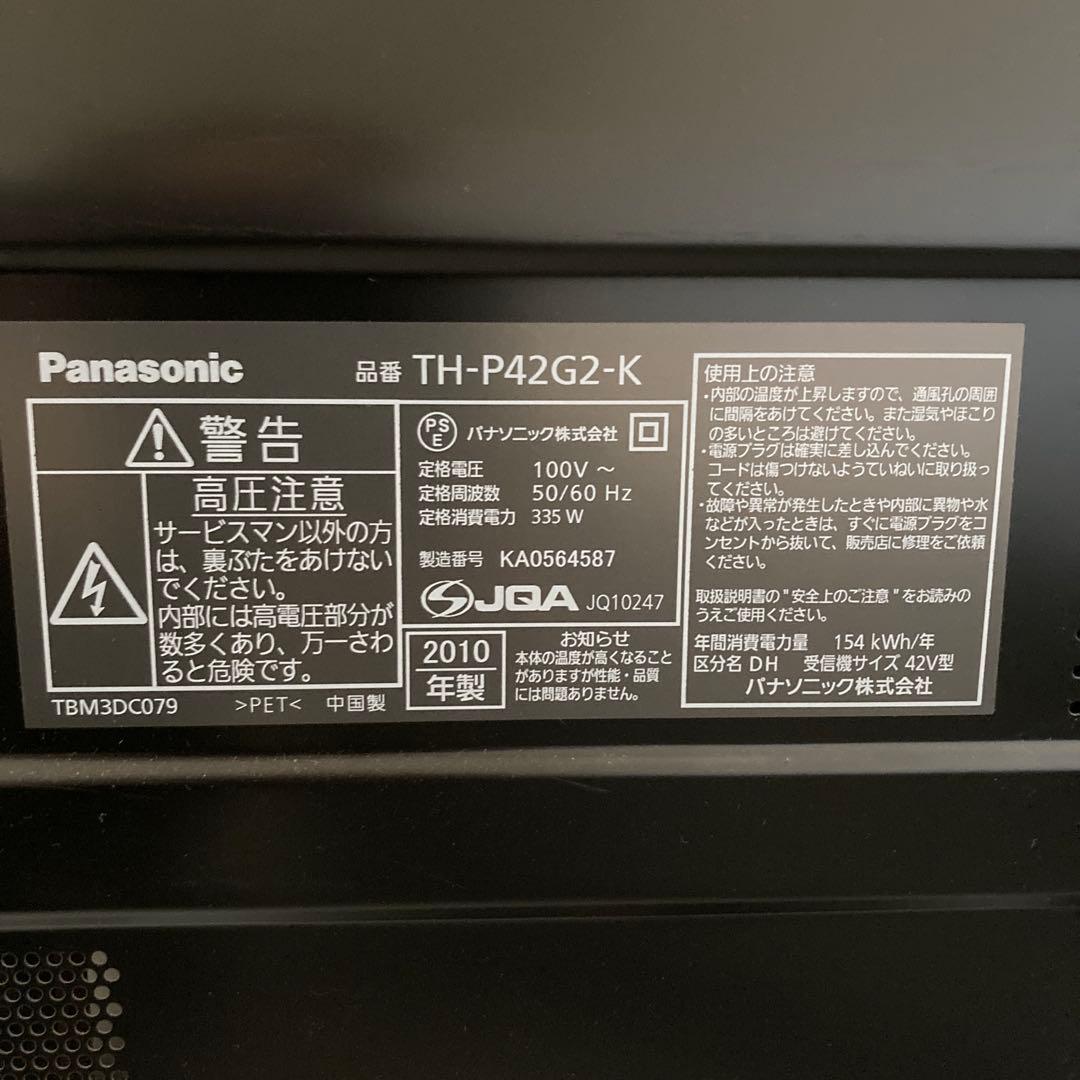 Panasonic
品番 TH-P42G2-K
警告
高圧注意
サービスマン以外の方
は、裏ぶたをあけない
でください。
内部には高電圧部分が
数多くあり、万一さわ
ると危険です。
TBM3DC079 >PET< 中国製
PSE パナソニック株式会社
定格電圧 100V ~
定格周波数 50/60 Hz
定格消費電力 335 W
製造番号 KA0564587
JQA JQ10247
2010
年製
お知らせ
本体の温度が高くなること
がありますが性能・品質
には問題ありません。
使用上の注意
・内部の温度が上昇しますので、通風孔の周囲
に間隔をあけてください。また湿気やほこり
の多いところは避けてください。
・電源プラグは確実に差し込んでください。
コードは傷つけないようていねいに取り扱っ
てください。
・故障や異常が発生したときや内部に異物や水
などが入ったときは、すぐに電源プラグをコ
ンセントから抜いて、販売店に修理をご依頼
ください。
取扱説明書の"安全上のご注意"をお読みの
うえご使用ください。
年間消費電力量 154 kWh/年
区分名 DH 受信機サイズ 42V型
パナソニック株式会社